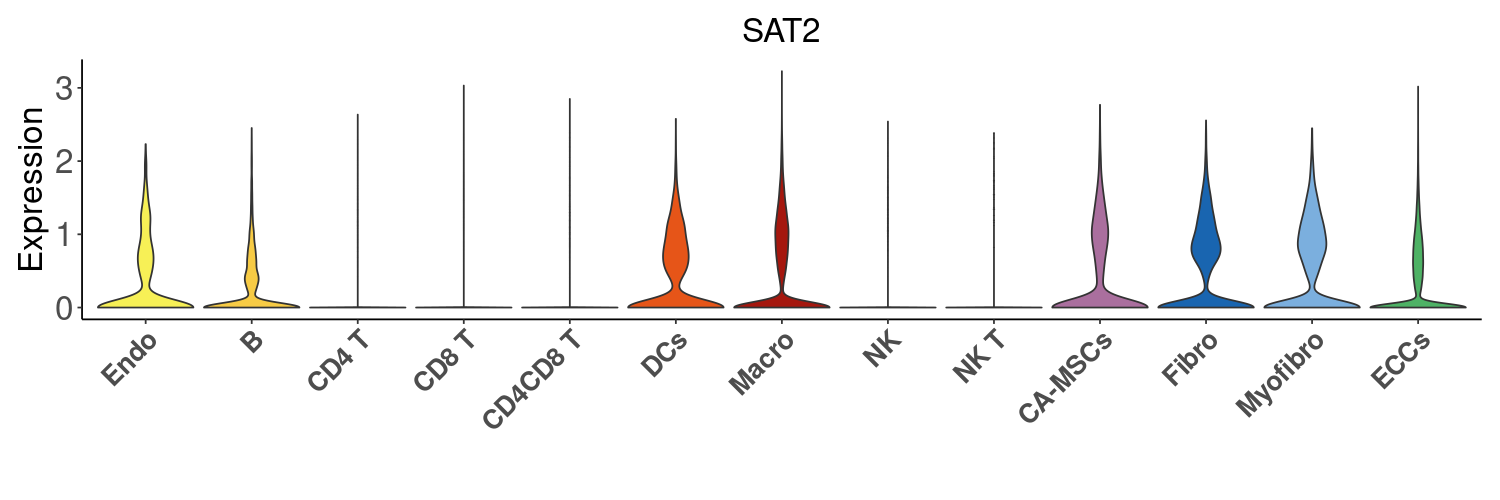 SAT2
Expression
3
2
1
0
Endo
B
CD4 T
CD8 T
CD4CD8 T
DCs
Macro
NK
NK T
CA-MSCs
Fibro
Myofibro
ECCs